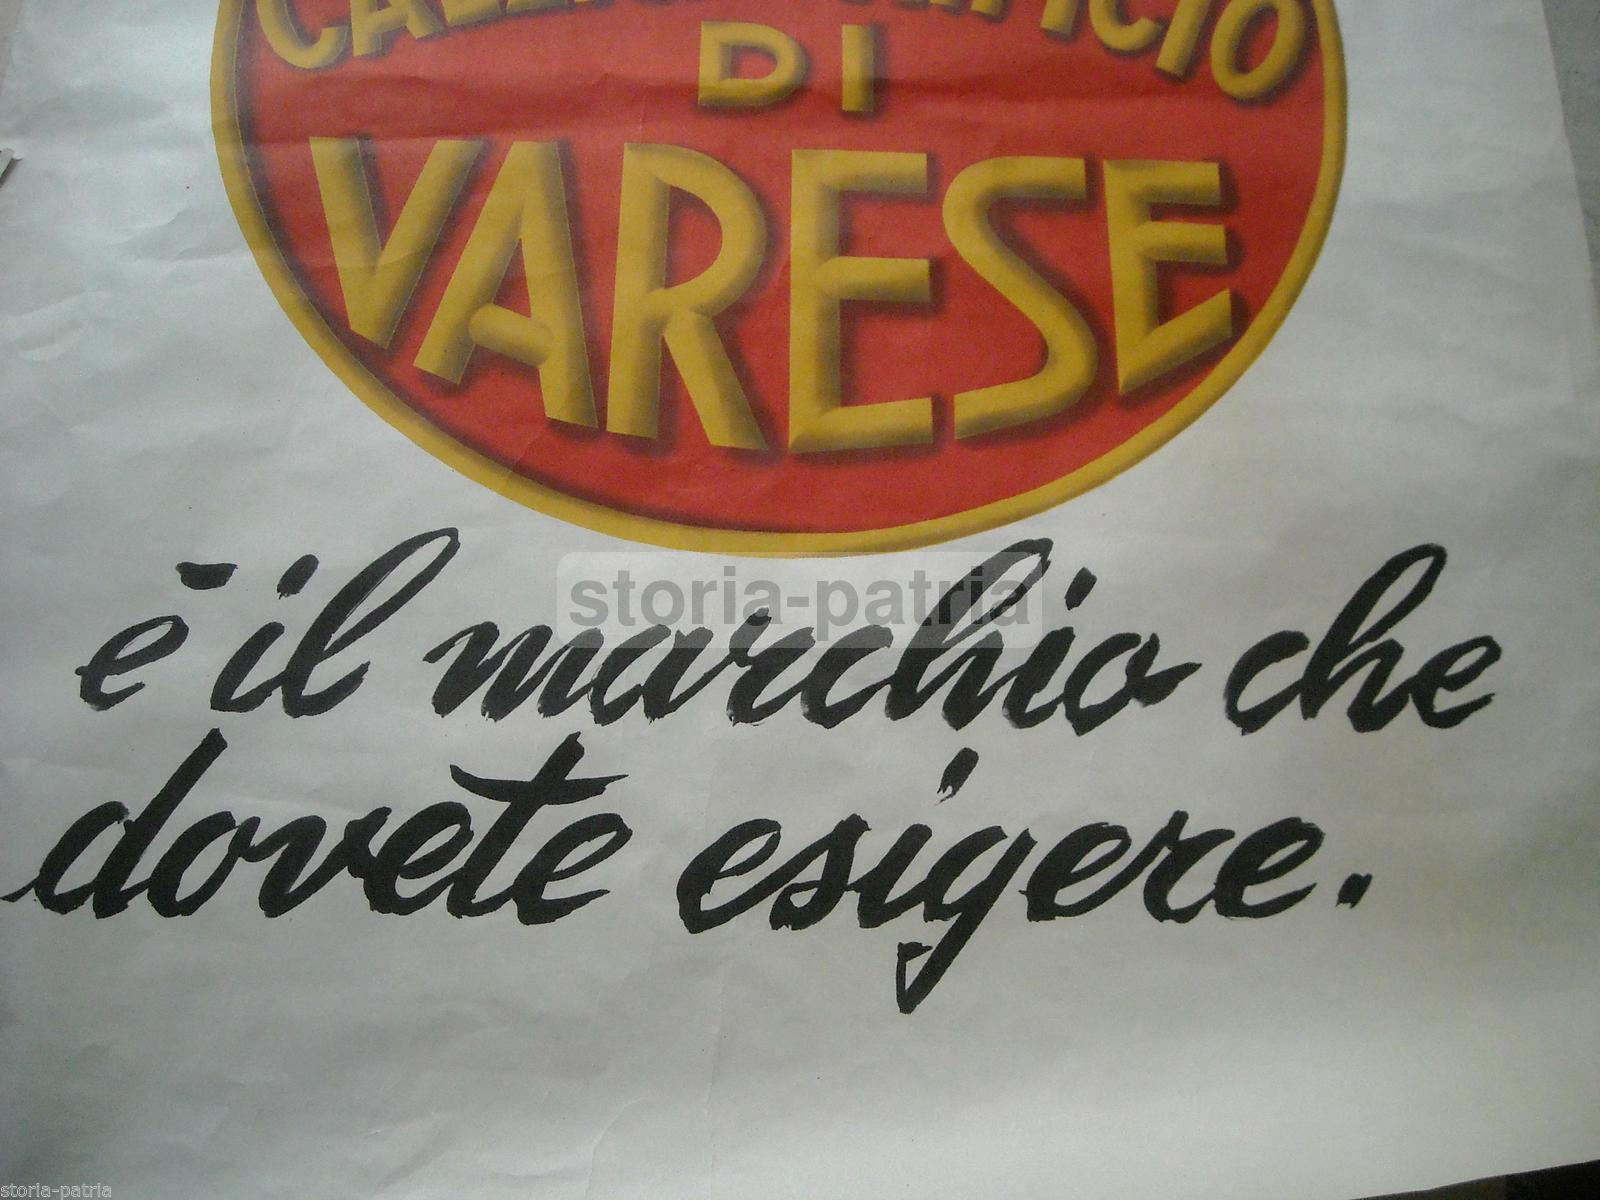 DI
VARESE
è il marchio che
storia-patria
dovete esigere.
storia-patria